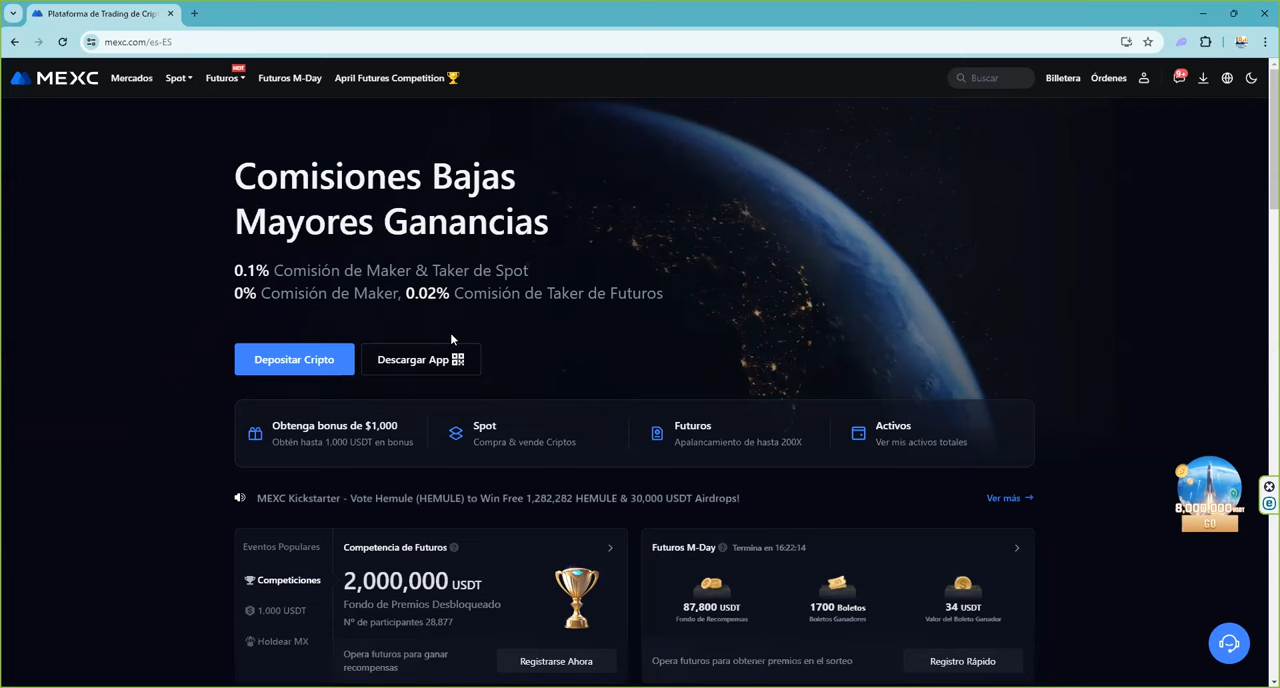 Plataforma de Trading de Crip
mexc.com/es-ES
MEXC
Mercados
Spot
HOT
Futuros
Futuros M-Day
April Futures Competition
Buscar
Billetera
Órdenes
9+
Comisiones Bajas
Mayores Ganancias
0.1% Comisión de Maker & Taker de Spot
0% Comisión de Maker, 0.02% Comisión de Taker de Futuros
Depositar Cripto
Descargar App
Obtenga bonus de $1,000
Obtén hasta 1,000 USDT en bonus
Spot
Compra & vende Criptos
Futuros
Apalancamiento de hasta 200X
Activos
Ver mis activos totales
8,000,000 USDT
GO
MEXC Kickstarter - Vote Hemule (HEMULE) to Win Free 1,282,282 HEMULE & 30,000 USDT Airdrops!
Ver más
Eventos Populares
Competiciones
1,000 USDT
Holdear MX
Competencia de Futuros
2,000,000 USDT
Fondo de Premios Desbloqueado
Nº de participantes 28,877
Opera futuros para ganar
recompensas
Registrarse Ahora
Futuros M-Day
Termina en 16:22:14
87,800 USDT
Fondo de Recompensas
1700 Boletos
Boletos Ganadores
34 USDT
Valor del Boleto Ganador
Opera futuros para obtener premios en el sorteo
Registro Rápido